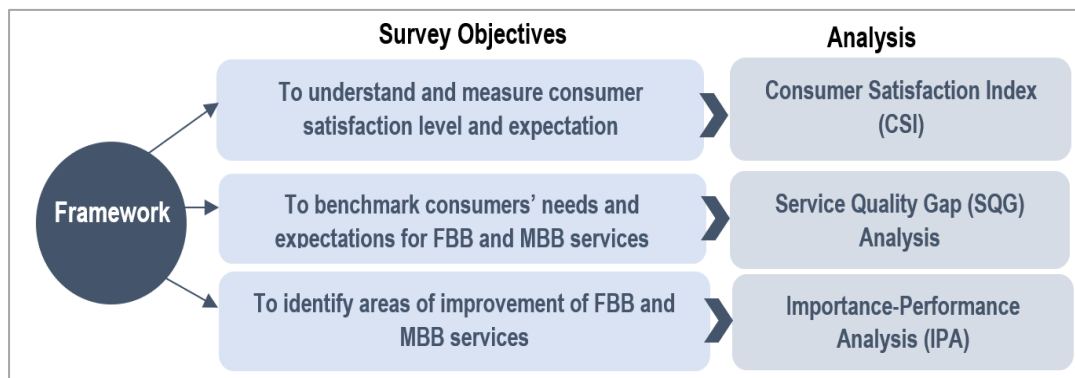 Survey Objectives
Analysis
Framework
To understand and measure consumer
satisfaction level and expectation
Consumer Satisfaction Index
(CSI)
To benchmark consumers’ needs and
expectations for FBB and MBB services
Service Quality Gap (SQG)
Analysis
To identify areas of improvement of FBB and
MBB services
Importance-Performance
Analysis (IPA)